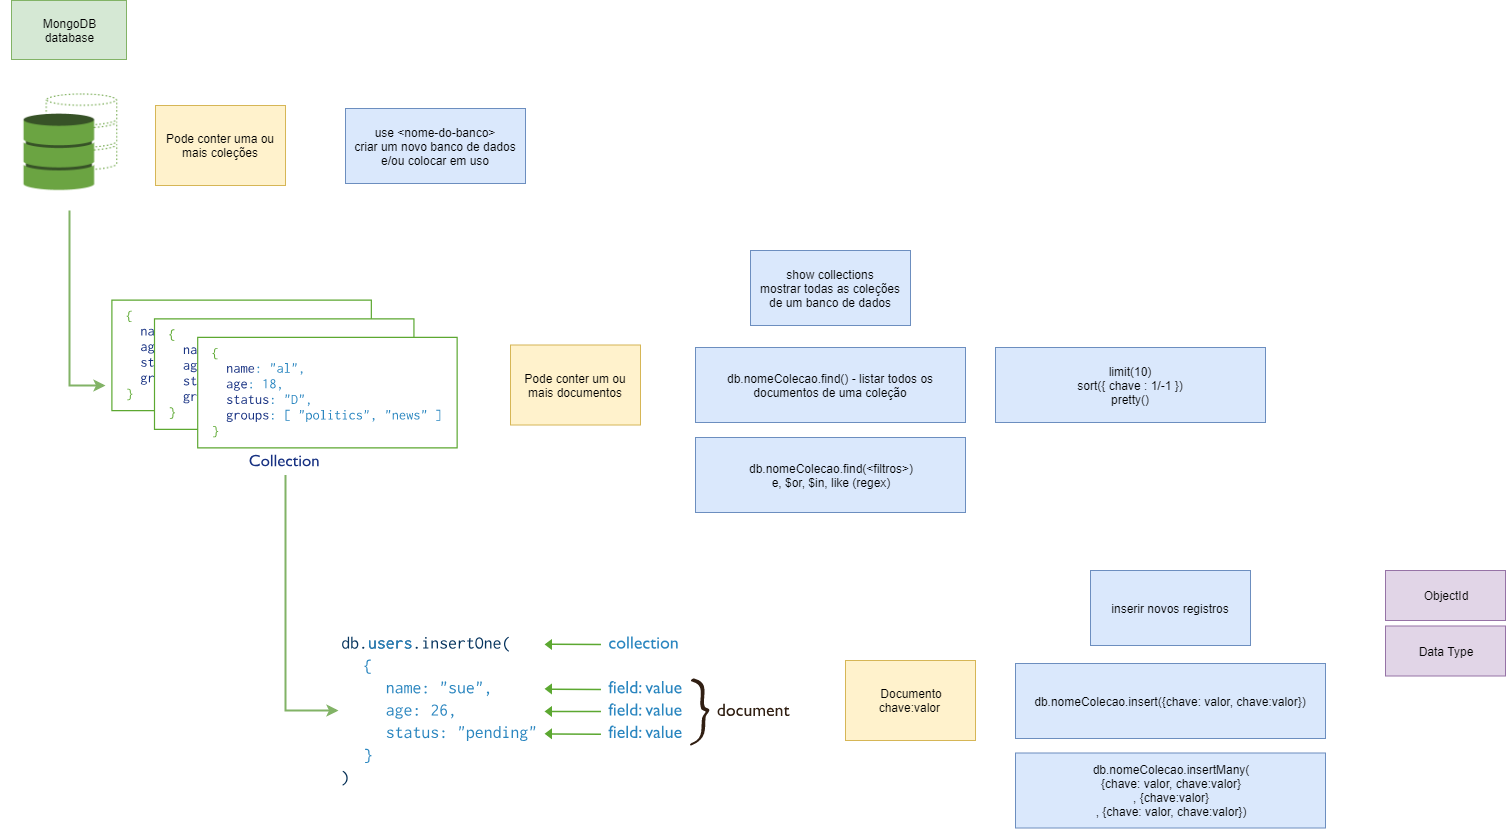 MongoDB
database
Pode conter uma ou
mais coleções
use <nome-do-banco>
criar um novo banco de dados
e/ou colocar em uso
show collections
mostrar todas as coleções
de um banco de dados
{
na
ag
st
gr
}
{
na
ag
st
gr
}
{
name: "al",
age: 18,
status: "D",
groups: [ "politics", "news" ]
}
Collection
Pode conter um ou
mais documentos
db.nomeColecao.find() - listar todos os
documentos de uma coleção
limit(10)
sort({ chave : 1/-1 })
pretty()
db.nomeColecao.find(<filtros>)
e, $or, $in, like (regex)
inserir novos registros
ObjectId
Data Type
db.users.insertOne(
{
name: "sue",
age: 26,
status: "pending"
}
)
collection
field: value
field: value
field: value
document
Documento
chave:valor
db.nomeColecao.insert({chave: valor, chave:valor})
db.nomeColecao.insertMany(
{chave: valor, chave:valor}
, {chave:valor}
, {chave: valor, chave:valor})